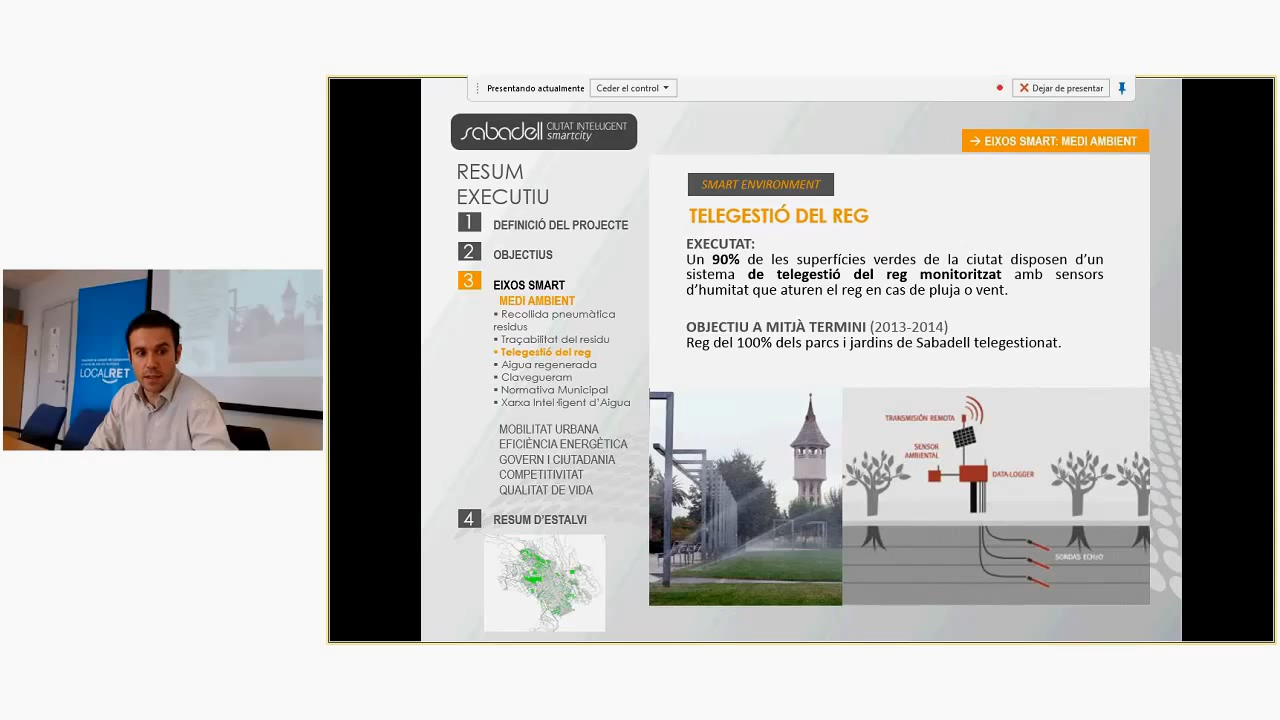 Presentando actualmente
Ceder el control
Dejar de presentar
sabadell CIUTAT INTEL·LIGENT
smartcity
→ EIXOS SMART: MEDI AMBIENT
RESUM
EXECUTIU
1 DEFINICIÓ DEL PROJECTE
2 OBJECTIUS
3 EIXOS SMART
MEDI AMBIENT
▪ Recollida pneumàtica
residus
▪ Traçabilitat del residu
▪ Telegestió del reg
▪ Aigua regenerada
▪ Clavegueram
▪ Normativa Municipal
▪ Xarxa Intel·ligent d'Aigua
MOBILITAT URBANA
EFICIÈNCIA ENERGÈTICA
GOVERN I CIUTADANIA
COMPETITIVITAT
QUALITAT DE VIDA
4 RESUM D'ESTALVI
SMART ENVIRONMENT
TELEGESTIÓ DEL REG
EXECUTAT:
Un 90% de les superfícies verdes de la ciutat disposen d'un
sistema de telegestió del reg monitoritzat amb sensors
d'humitat que aturen el reg en cas de pluja o vent.
OBJECTIU A MITJÀ TERMINI (2013-2014)
Reg del 100% dels parcs i jardins de Sabadell telegestionat.
TRANSMISIÓN REMOTA
SENSOR
AMBIENTAL
DATA-LOGGER
SONDAS ECH2O
LOCALRET